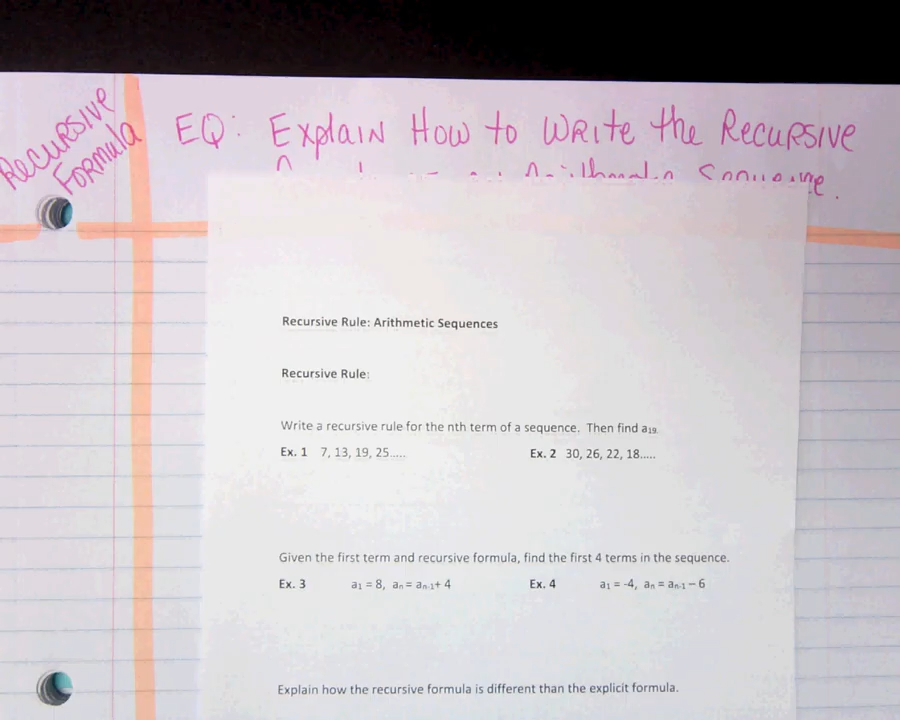 Recursive
Formula
EQ: Explain How to Write the Recursive
Recursive Rule: Arithmetic Sequences
Recursive Rule:
Write a recursive rule for the nth term of a sequence. Then find a₁₉
Ex. 1 7, 13, 19, 25..... Ex. 2 30, 26, 22, 18.....
Given the first term and recursive formula, find the first 4 terms in the sequence.
Ex. 3 a₁ = 8, aₙ = aₙ₋₁+ 4 Ex. 4 a₁ = -4, aₙ = aₙ₋₁ – 6
Explain how the recursive formula is different than the explicit formula.